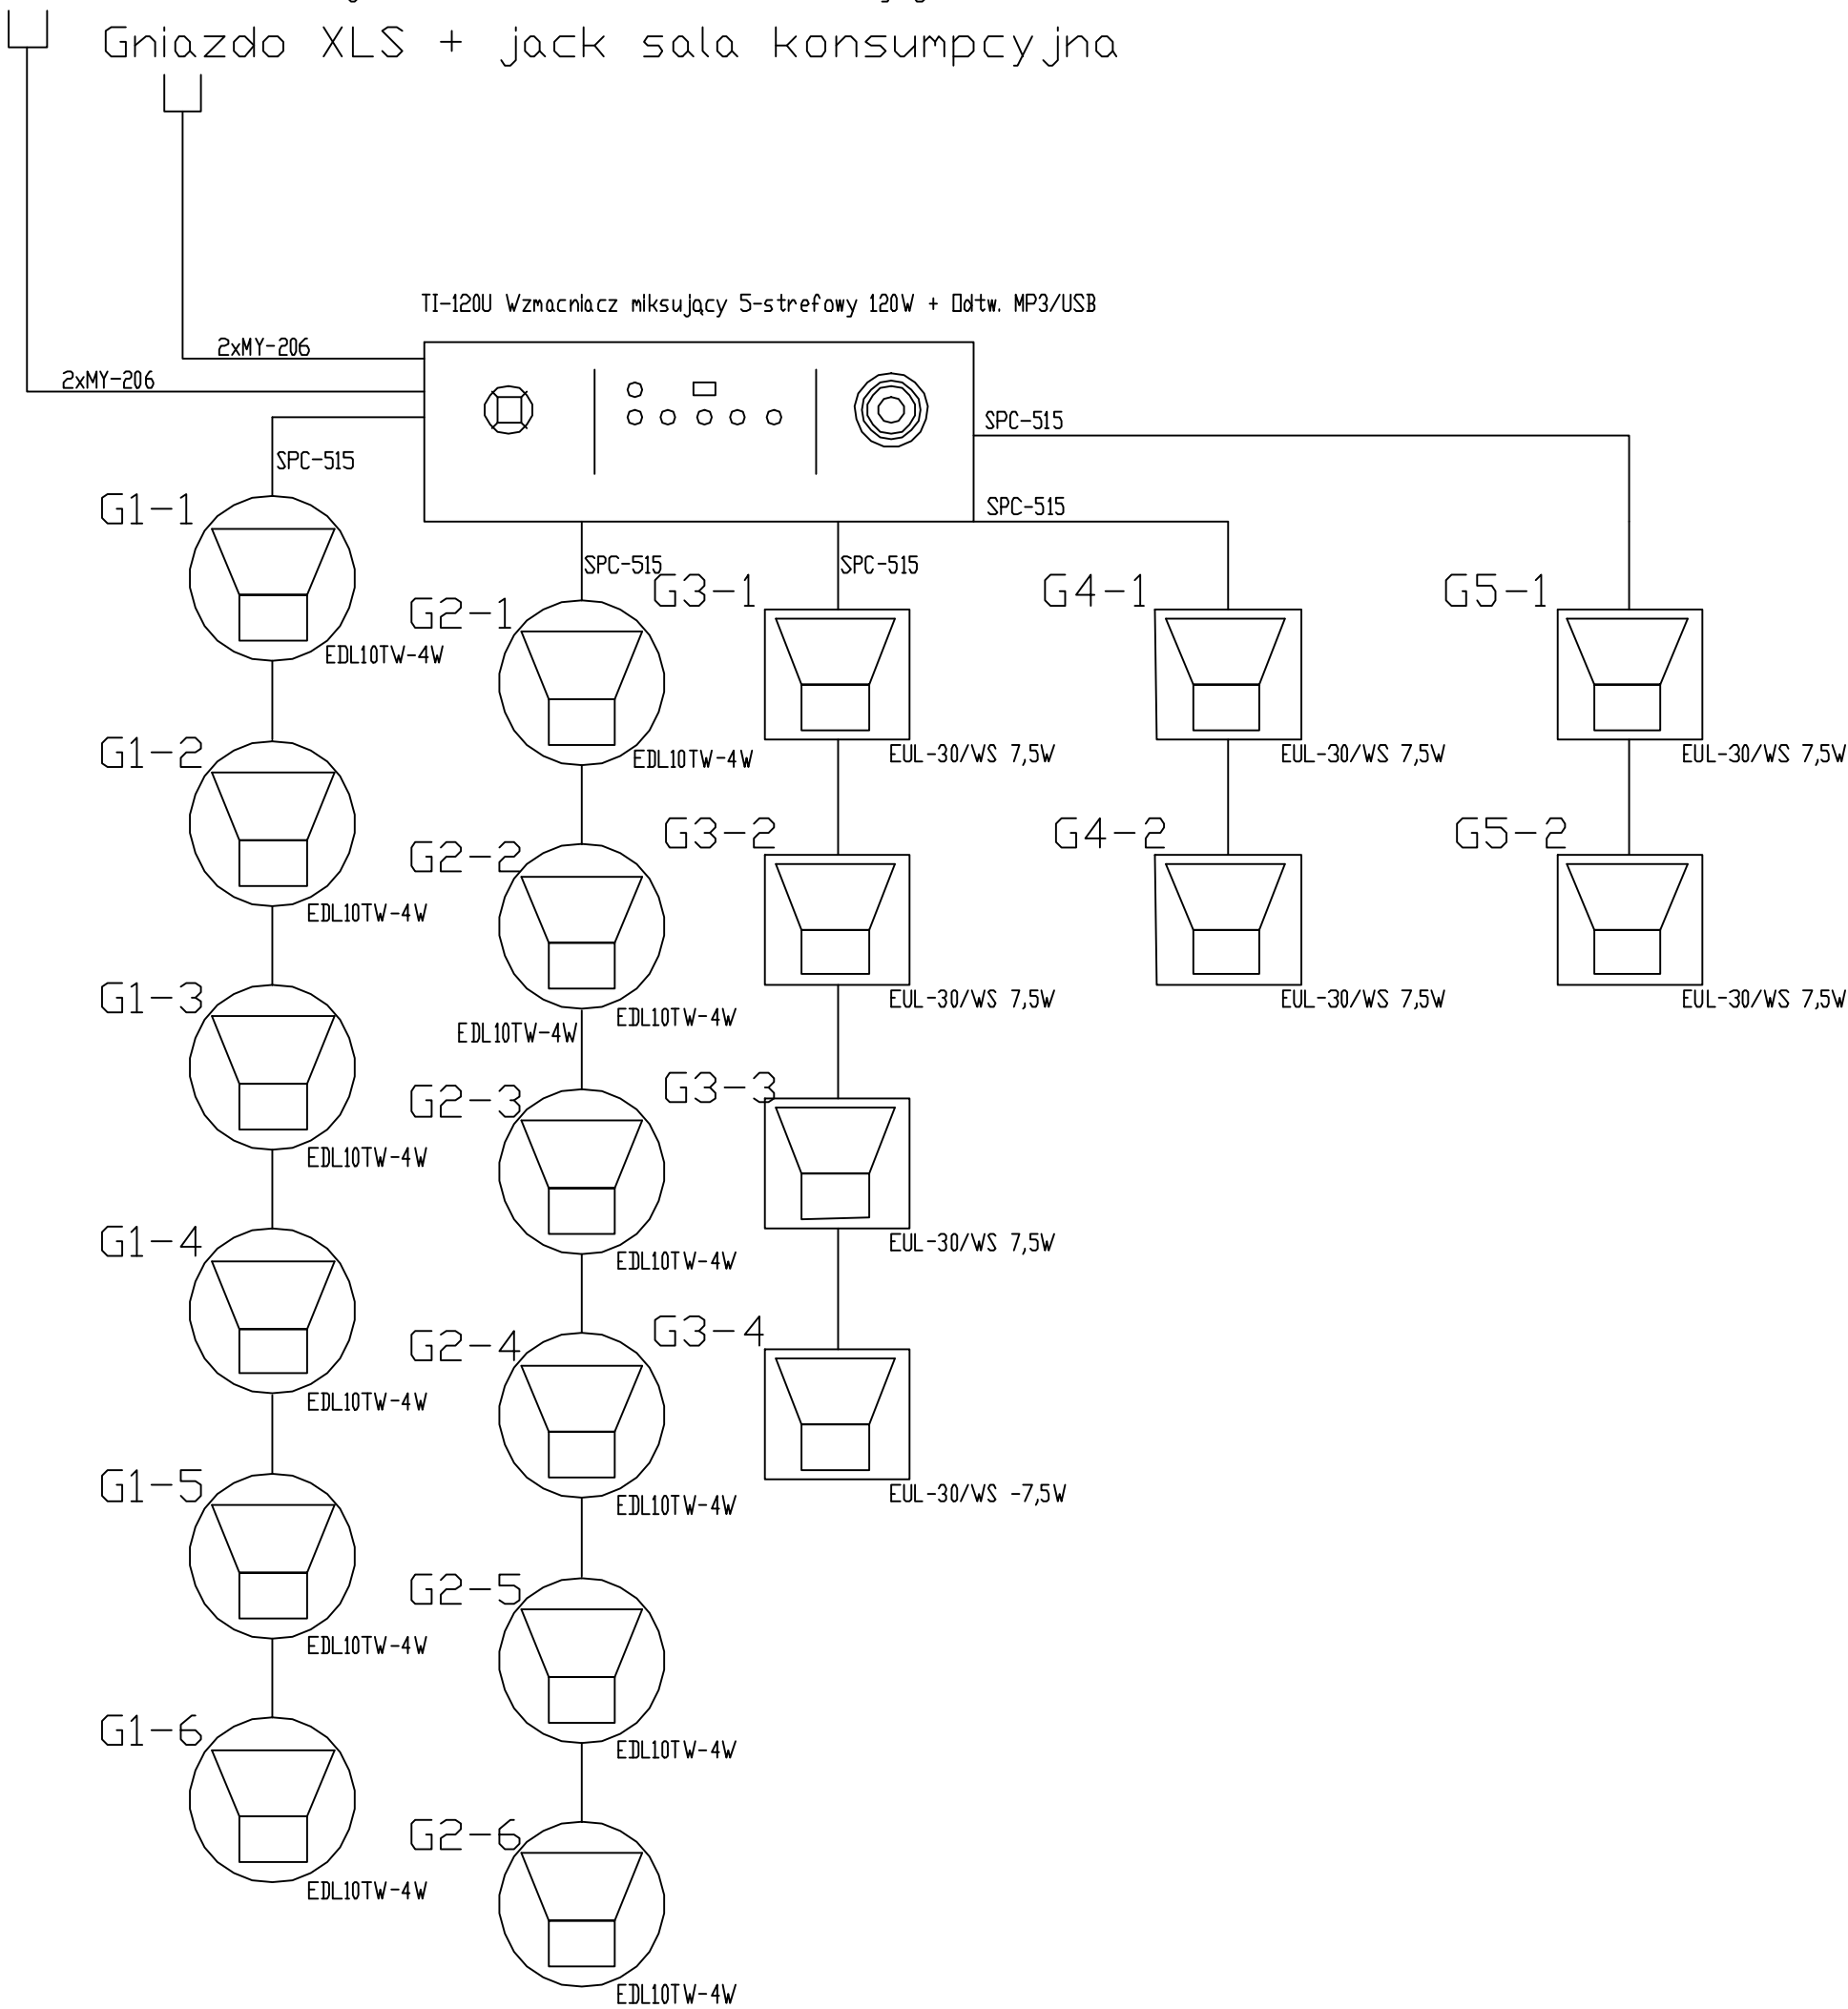 Gniazdo XLS + jack sala konsumpcyjna
TI-120U Wzmacniacz miksujący 5-strefowy 120W + Odtw. MP3/USB
2xMY-206
2xMY-206
SPC-515
SPC-515
SPC-515
SPC-515
SPC-515
G1-1
EDL10TW-4W
G1-2
EDL10TW-4W
G1-3
EDL10TW-4W
G1-4
EDL10TW-4W
G1-5
EDL10TW-4W
G1-6
EDL10TW-4W
G2-1
EDL10TW-4W
G2-2
EDL10TW-4W
EDL10TW-4W
G2-3
EDL10TW-4W
G2-4
EDL10TW-4W
G2-5
EDL10TW-4W
G2-6
EDL10TW-4W
G3-1
EUL-30/WS 7,5W
G3-2
EUL-30/WS 7,5W
G3-3
EUL-30/WS 7,5W
G3-4
EUL-30/WS -7,5W
G4-1
EUL-30/WS 7,5W
G4-2
EUL-30/WS 7,5W
G5-1
EUL-30/WS 7,5W
G5-2
EUL-30/WS 7,5W